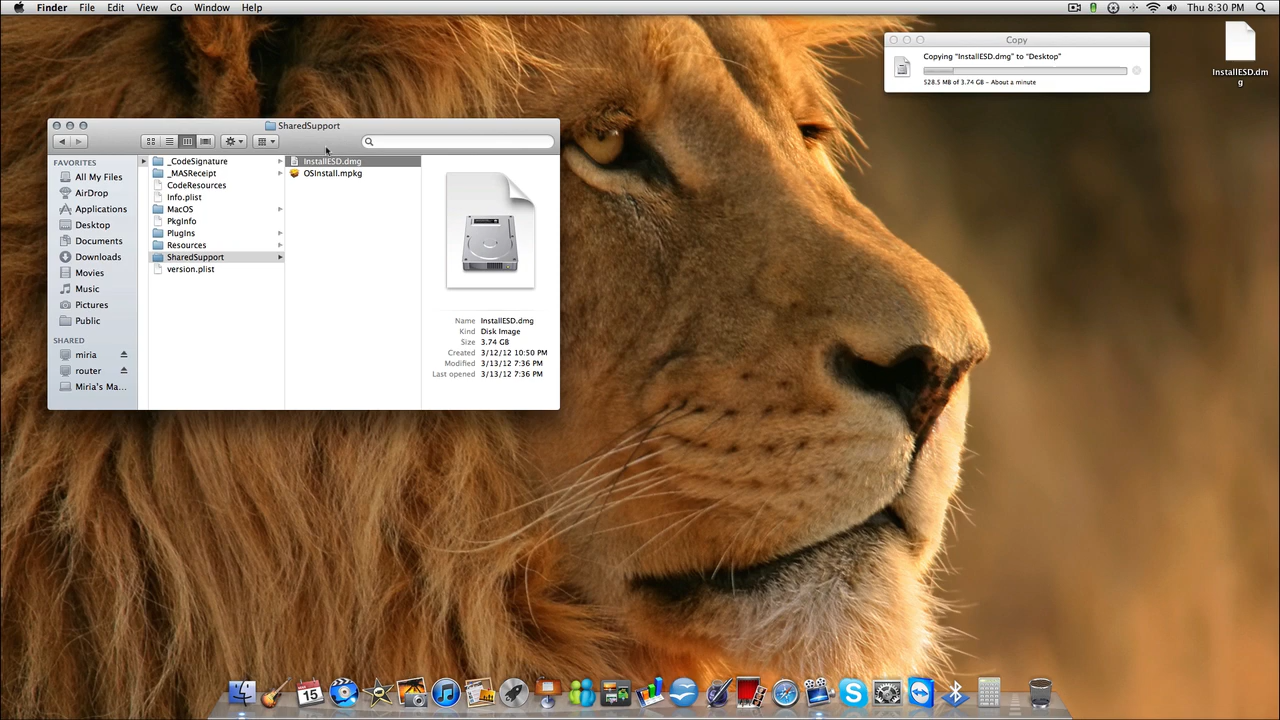 Finder File Edit View Go Window Help
Thu 8:30 PM
Copy
Copying "InstallESD.dmg" to "Desktop"
528.5 MB of 3.74 GB - About a minute
InstallESD.dm
g
SharedSupport
FAVORITES
All My Files
AirDrop
Applications
Desktop
Documents
Downloads
Movies
Music
Pictures
Public
SHARED
miria
router
Miria's Ma...
_CodeSignature
_MASReceipt
CodeResources
Info.plist
MacOS
PkgInfo
PlugIns
Resources
SharedSupport
version.plist
InstallESD.dmg
OSInstall.mpkg
Name InstallESD.dmg
Kind Disk Image
Size 3.74 GB
Created 3/12/12 10:50 PM
Modified 3/13/12 7:36 PM
Last opened 3/13/12 7:36 PM
15